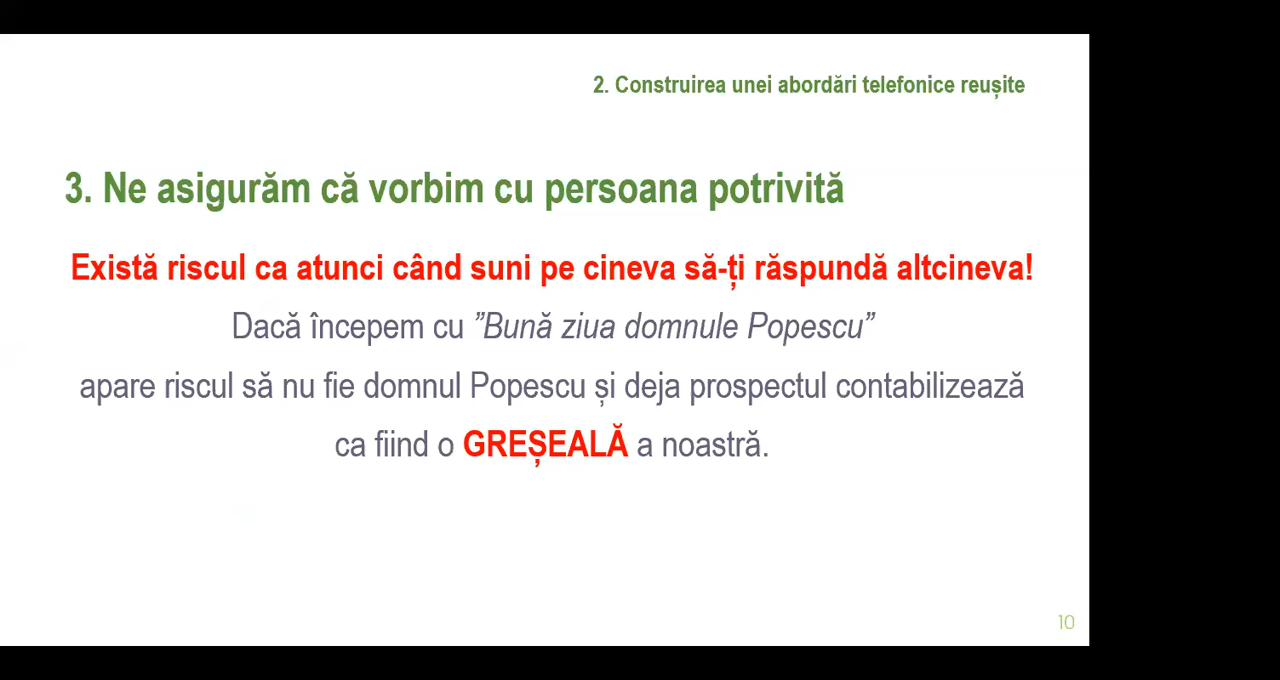 2. Construirea unei abordări telefonice reușite
3. Ne asigurăm că vorbim cu persoana potrivită
Există riscul ca atunci când suni pe cineva să-ți răspundă altcineva!
Dacă începem cu ”Bună ziua domnule Popescu”
apare riscul să nu fie domnul Popescu și deja prospectul contabilizează
ca fiind o GREȘEALĂ a noastră.
10